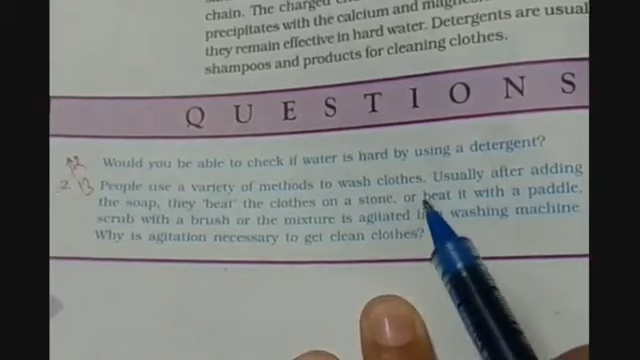 chain. The charged
precipitates with the calcium and
they remain effective in hard water. Detergents are usual
shampoos and products for cleaning clothes.
QUESTIONS
Would you be able to check if water is hard by using a detergent?
2. People use a variety of methods to wash clothes. Usually after adding
the soap, they 'beat' the clothes on a stone, or beat it with a paddle,
scrub with a brush or the mixture is agitated in washing machine
Why is agitation necessary to get clean clothes?